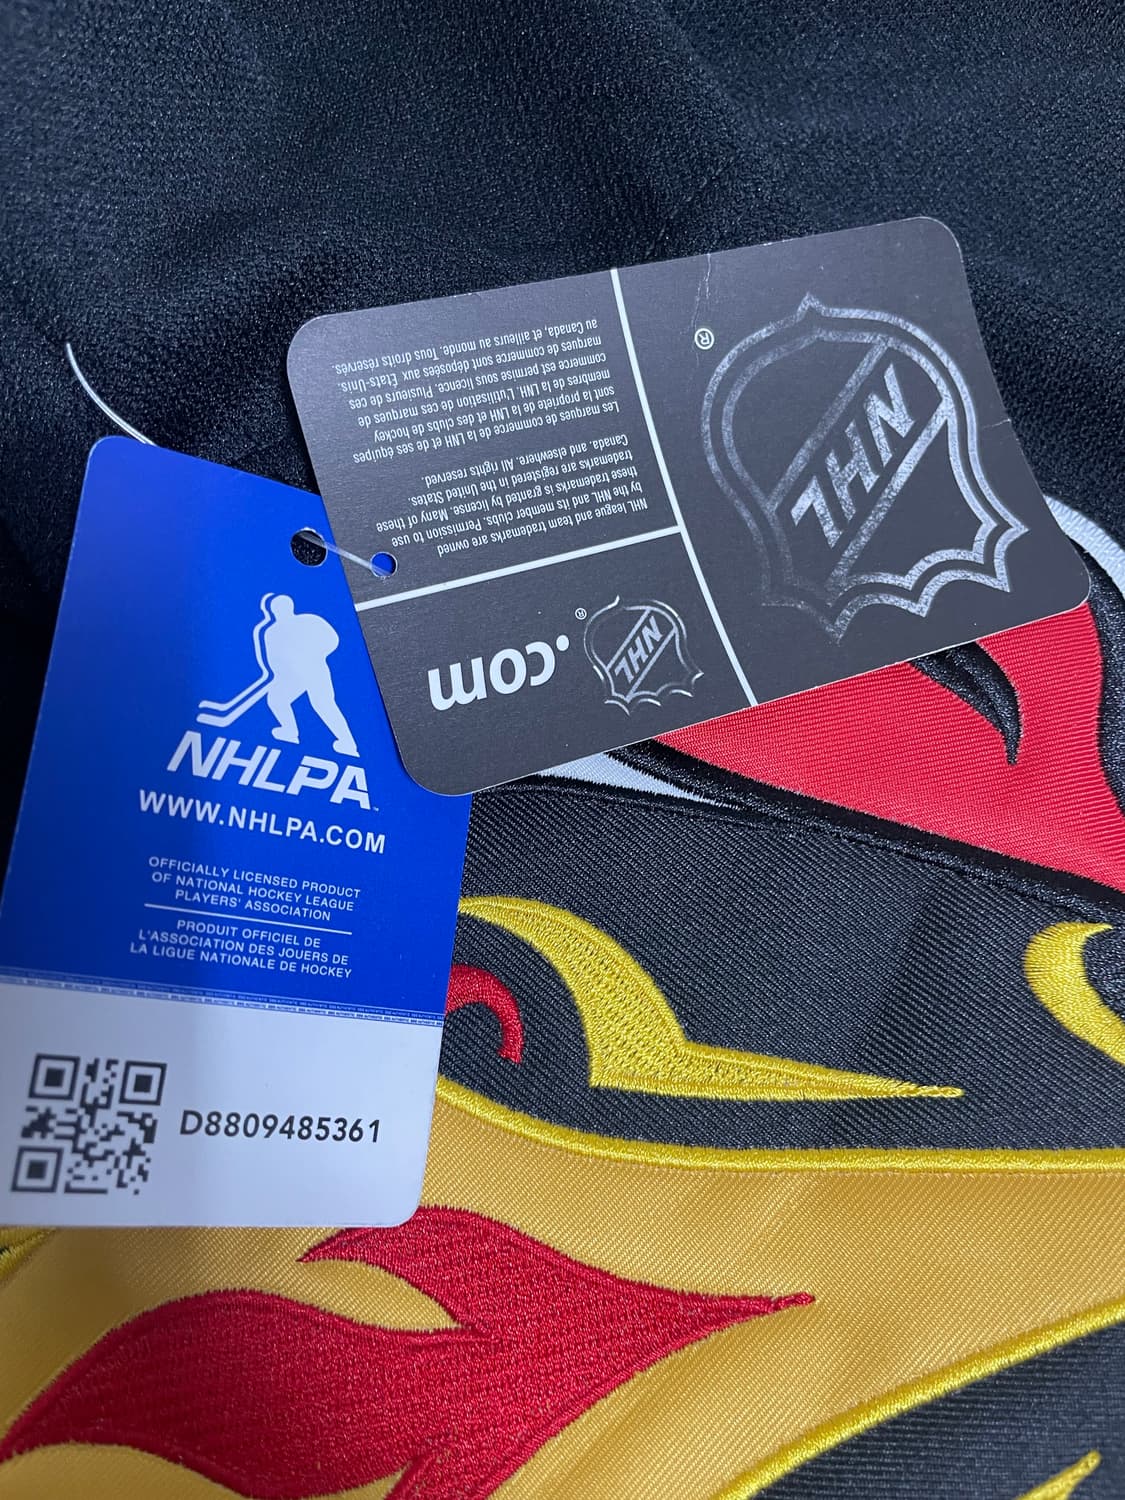 NHL
®
NHL league and team trademarks are owned
by the NHL and its member clubs. Permission to use
these trademarks is granted by license. Many of these
trademarks are registered in the United States.
Canada. and elsewhere. All rights reserved.
Les marques de commerce de la LNH et de ses équipes
sont la propriété de la LNH et des clubs de hockey
membres de la LNH. L'utilisation de ces marques de
commerce est permise sous licence. Plusieurs de ces
marques de commerce sont déposées aux États-Unis.
au Canada, et ailleurs au monde. Tous droits réservés.
NHL®.com
NHLPA™
WWW.NHLPA.COM
OFFICIALLY LICENSED PRODUCT
OF NATIONAL HOCKEY LEAGUE
PLAYERS' ASSOCIATION
PRODUIT OFFICIEL DE
L'ASSOCIATION DES JOUERS DE
LA LIGUE NATIONALE DE HOCKEY
D8809485361